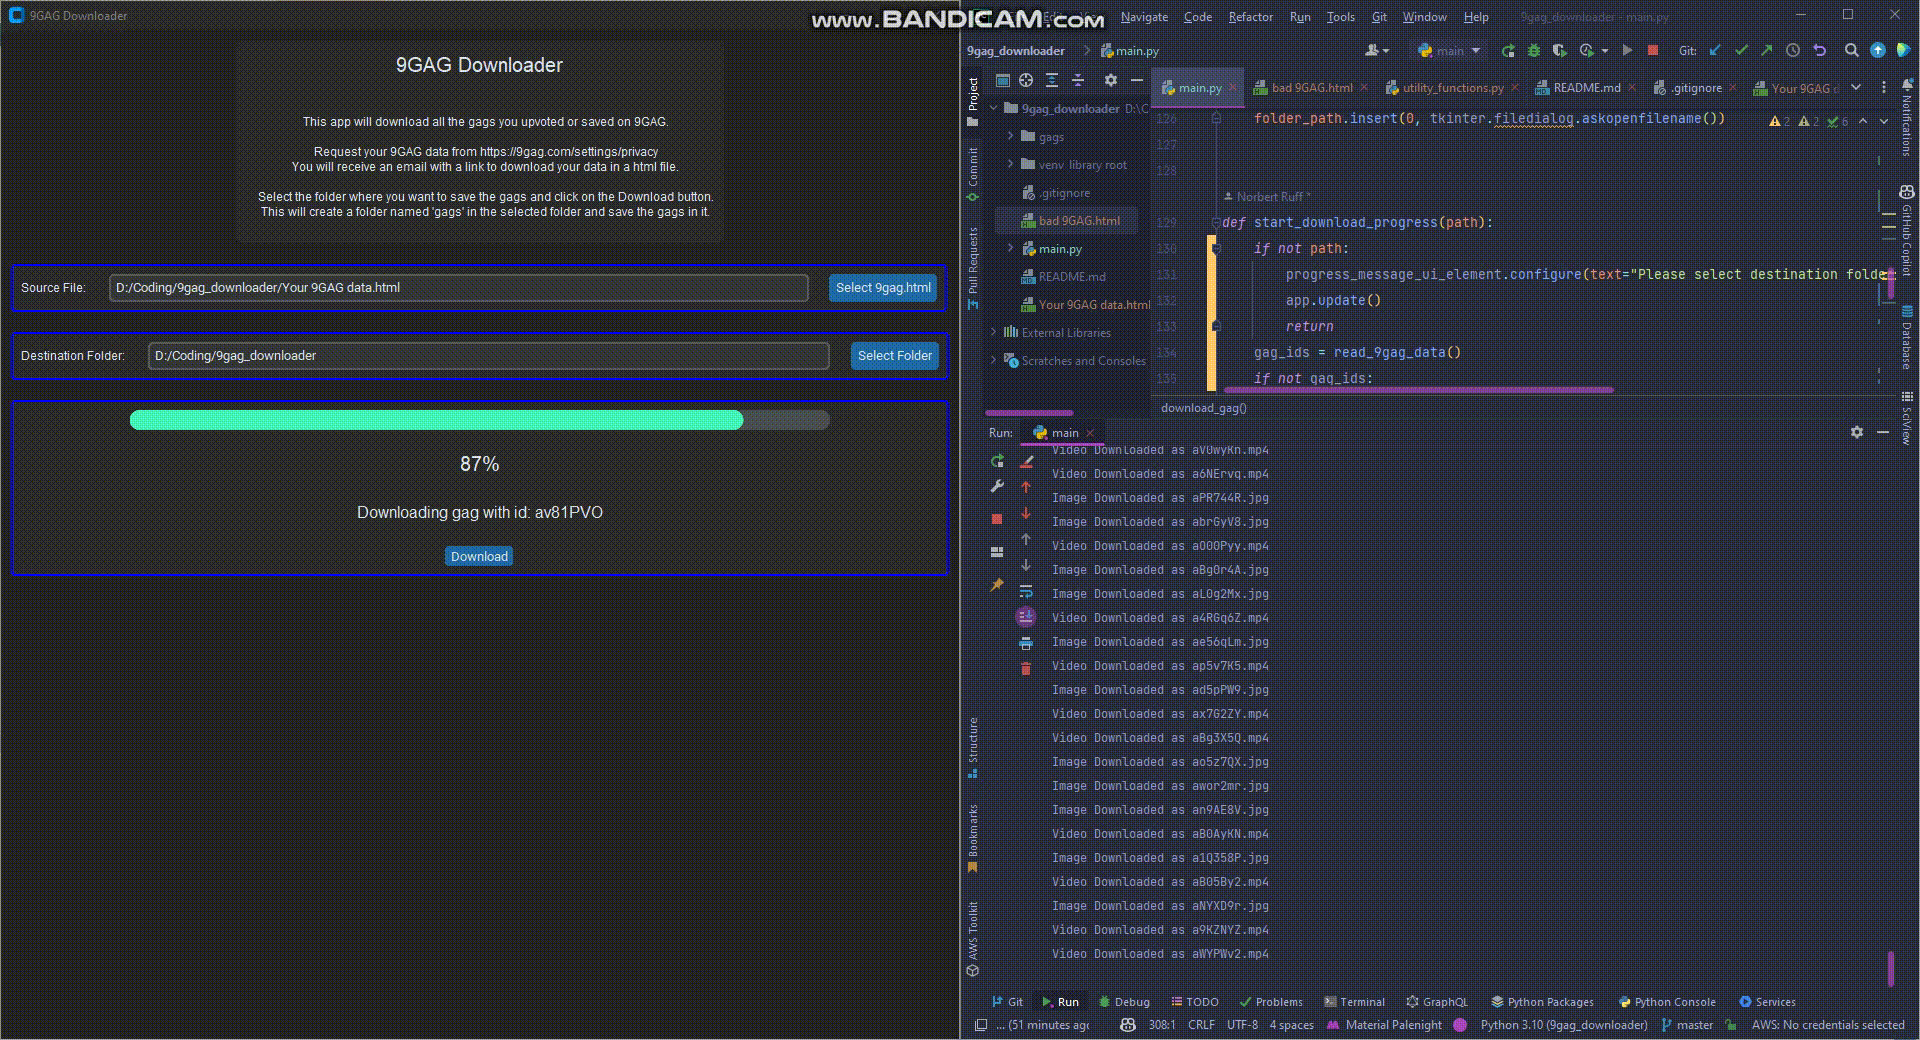 9GAG Downloader
www.BANDICAM.com
9GAG Downloader
This app will download all the gags you upvoted or saved on 9GAG.
Request your 9GAG data from https://9gag.com/settings/privacy
You will receive an email with a link to download your data in a html file.
Select the folder where you want to save the gags and click on the Download button.
This will create a folder named 'gags' in the selected folder and save the gags in it.
Source File: D:/Coding/9gag_downloader/Your 9GAG data.html Select 9gag.html
Destination Folder: D:/Coding/9gag_downloader Select Folder
87%
Downloading gag with id: av81PVO
Download
Navigate Code Refactor Run Tools Git Window Help 9gag_downloader - main.py
9gag_downloader main.py main Git:
Project
Commit
Pull Requests
9gag_downloader D:\C
gags
venv library root
.gitignore
bad 9GAG.html
main.py
README.md
Your 9GAG data.html
External Libraries
Scratches and Consoles
main.py bad 9GAG.html utility_functions.py README.md .gitignore Your 9GAG d
2 2 6
126 folder_path.insert(0, tkinter.filedialog.askopenfilename())
127
128
Norbert Ruff *
129 def start_download_progress(path):
130 if not path:
131 progress_message_ui_element.configure(text="Please select destination folde
132 app.update()
133 return
134 gag_ids = read_9gag_data()
135 if not gag_ids:
download_gag()
Notifications
GitHub Copilot
Database
SciView
Run: main
Video Downloaded as aV0wyKn.mp4
Video Downloaded as a6NErvq.mp4
Image Downloaded as aPR744R.jpg
Image Downloaded as abrGyV8.jpg
Video Downloaded as a000Pyy.mp4
Image Downloaded as aBg0r4A.jpg
Image Downloaded as aL0g2Mx.jpg
Video Downloaded as a4RGq6Z.mp4
Image Downloaded as ae56qLm.jpg
Video Downloaded as ap5v7K5.mp4
Image Downloaded as ad5pPW9.jpg
Video Downloaded as ax7G2ZY.mp4
Video Downloaded as aBg3X5Q.mp4
Image Downloaded as ao5z7QX.jpg
Image Downloaded as awor2mr.jpg
Image Downloaded as an9AE8V.jpg
Video Downloaded as aB0AyKN.mp4
Image Downloaded as a1Q358P.jpg
Video Downloaded as aB05By2.mp4
Image Downloaded as aNYXD9r.jpg
Video Downloaded as a9KZNYZ.mp4
Video Downloaded as aWYPWv2.mp4
Structure
Bookmarks
AWS Toolkit
Git Run Debug TODO Problems Terminal GraphQL Python Packages Python Console Services
... (51 minutes ago 308:1 CRLF UTF-8 4 spaces Material Palenight Python 3.10 (9gag_downloader) master AWS: No credentials selected